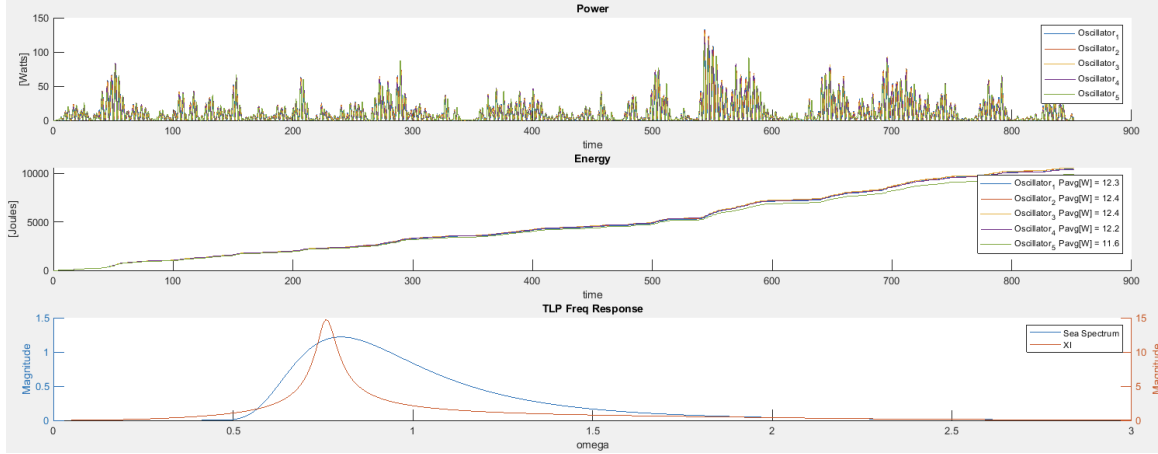 Power
150
100
50
0
[Watts]
Oscillator1
Oscillator2
Oscillator3
Oscillator4
Oscillator5
0 100 200 300 400 500 600 700 800 900
time
Energy
10000
5000
0
[Joules]
Oscillator1 Pavg[W] = 12.3
Oscillator2 Pavg[W] = 12.4
Oscillator3 Pavg[W] = 12.4
Oscillator4 Pavg[W] = 12.2
Oscillator5 Pavg[W] = 11.6
0 100 200 300 400 500 600 700 800 900
time
TLP Freq Response
1.5
1
0.5
0
Magnitude
Sea Spectrum
XI
15
10
5
0
Magnitude
0 0.5 1 1.5 2 2.5 3
omega